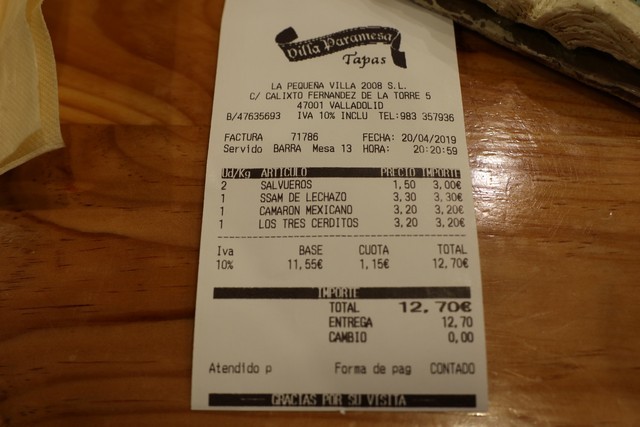 Villa Paramesa
Tapas
LA PEQUEÑA VILLA 2008 S.L.
C/ CALIXTO FERNANDEZ DE LA TORRE 5
47001 VALLADOLID
B/47635693 IVA 10% INCLU TEL:983 357936
FACTURA 71786 FECHA: 20/04/2019
Servido BARRA Mesa 13 HORA: 20:20:59
Ud/Kg ARTICULO PRECIO IMPORTE
2 SALVUEROS 1,50 3,00€
1 SSAM DE LECHAZO 3,30 3,30€
1 CAMARON MEXICANO 3,20 3,20€
1 LOS TRES CERDITOS 3,20 3,20€
Iva BASE CUOTA TOTAL
10% 11,55€ 1,15€ 12,70€
IMPORTE
TOTAL 12,70€
ENTREGA 12,70
CAMBIO 0,00
Atendido p Forma de pag CONTADO
GRACIAS POR SU VISITA